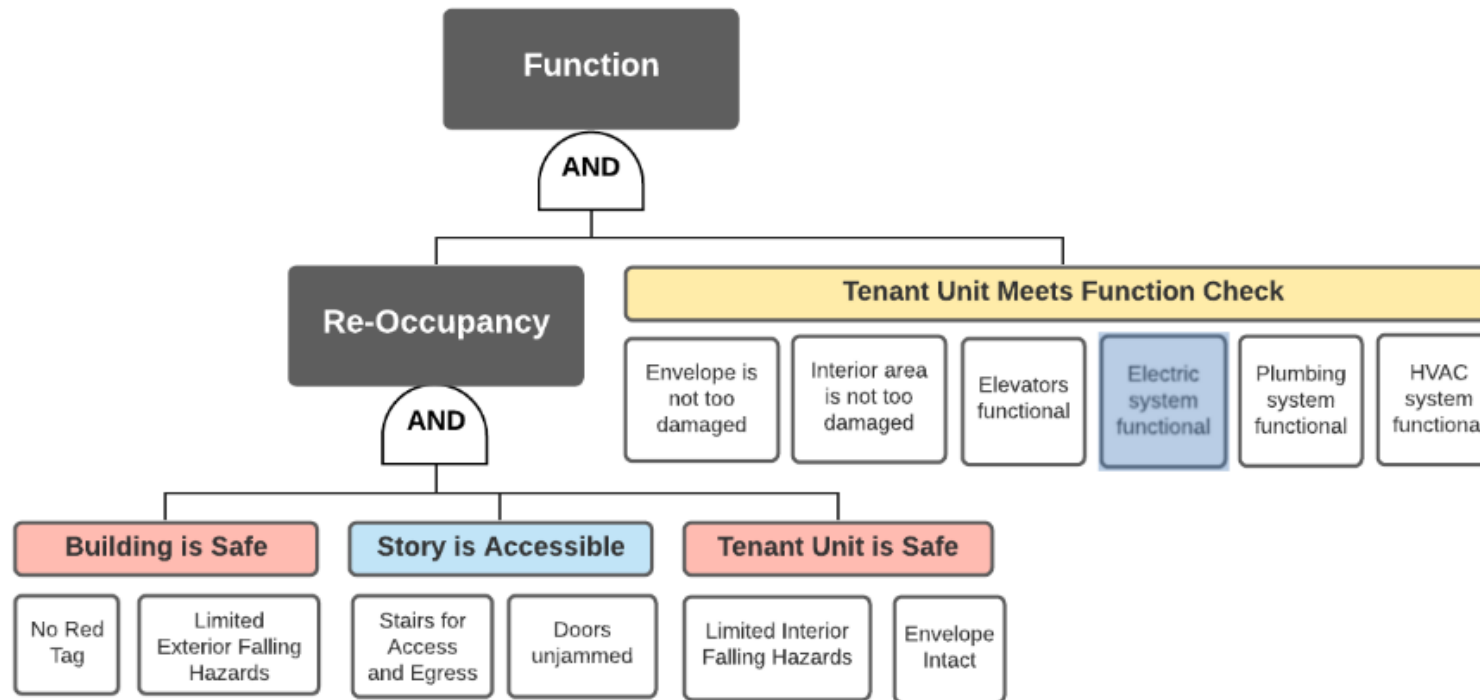 Function
AND
Re-Occupancy
Tenant Unit Meets Function Check
Envelope is
not too
damaged
Interior area
is not too
damaged
Elevators
functional
Electric
system
functional
Plumbing
system
functional
HVAC
system
functiona
AND
Building is Safe
No Red
Tag
Limited
Exterior Falling
Hazards
Story is Accessible
Stairs for
Access
and Egress
Doors
unjammed
Tenant Unit is Safe
Limited Interior
Falling Hazards
Envelope
Intact